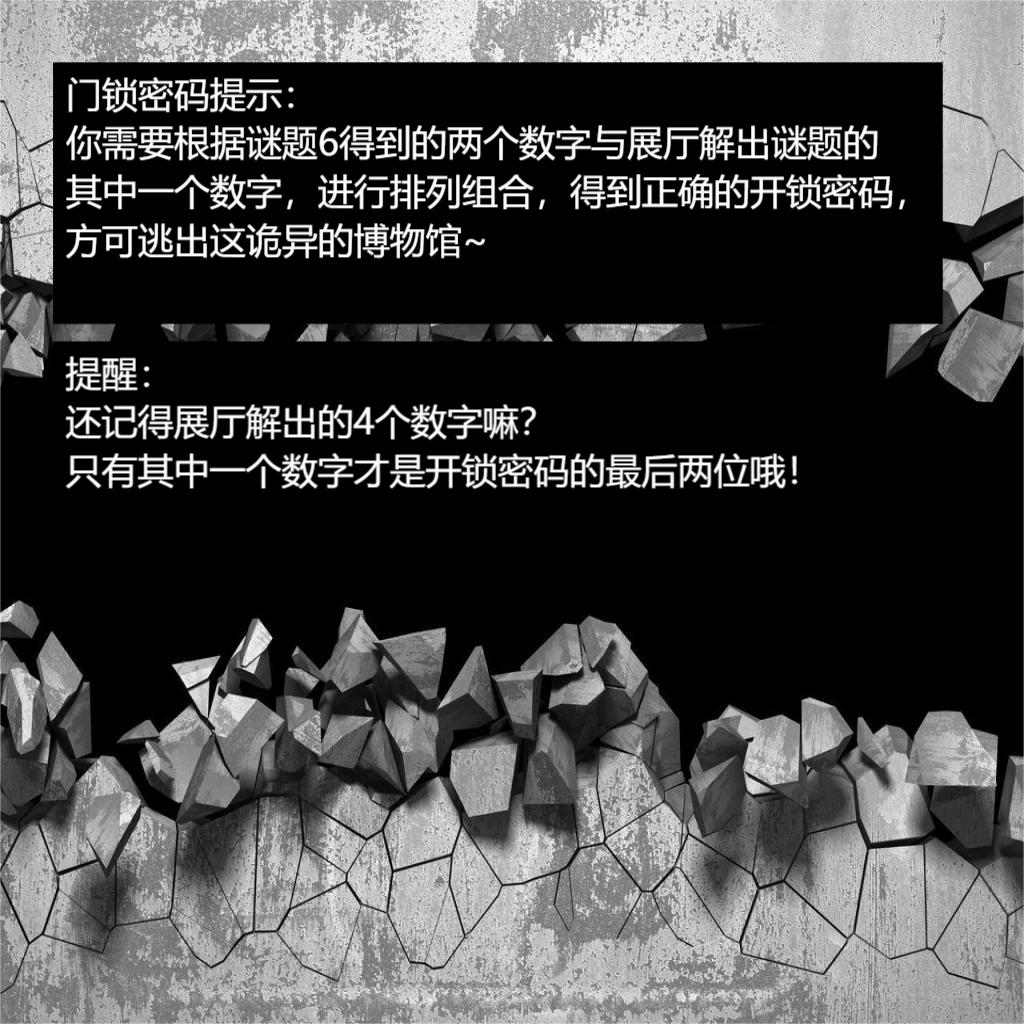 门锁密码提示：
你需要根据谜题6得到的两个数字与展厅解出谜题的
其中一个数字，进行排列组合，得到正确的开锁密码，
方可逃出这诡异的博物馆~
提醒：
还记得展厅解出的4个数字嘛？
只有其中一个数字才是开锁密码的最后两位哦！